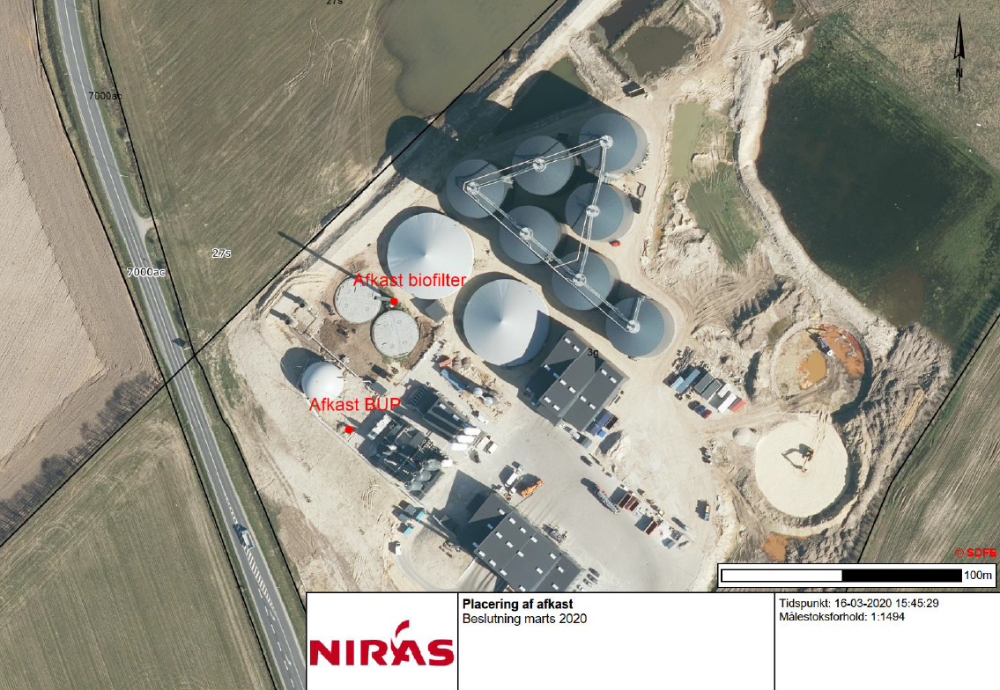 27s
7000ac
N
27s
7000ac
Afkast biofilter
3g
Afkast BUP
© SDFE
100m
NIRAS
Placering af afkast
Beslutning marts 2020
Tidspunkt: 16-03-2020 15:45:29
Målestoksforhold: 1:1494